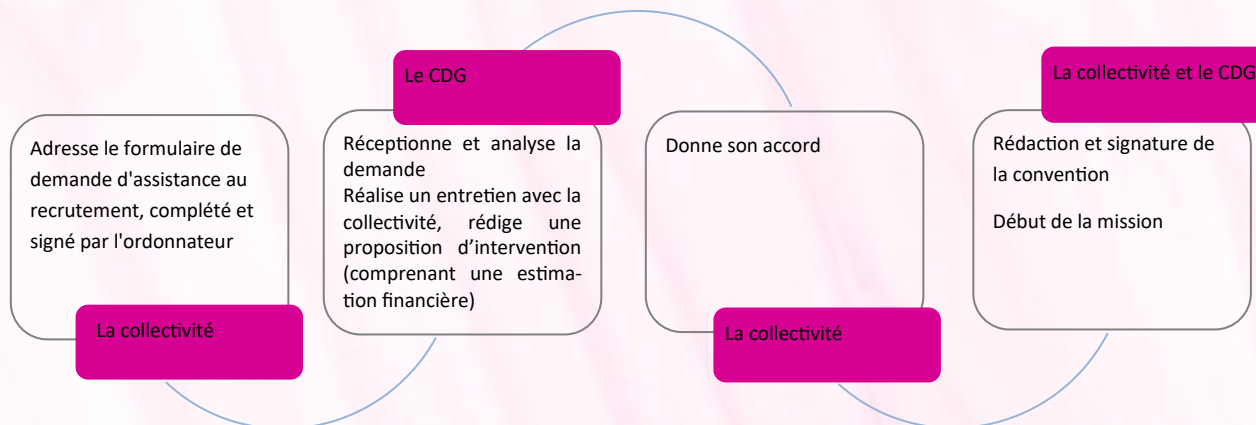 Adresse le formulaire de
demande d'assistance au
recrutement, complété et
signé par l'ordonnateur
La collectivité
Le CDG
Réceptionne et analyse la
demande
Réalise un entretien avec la
collectivité, rédige une
proposition d’intervention
(comprenant une estima-
tion financière)
Donne son accord
La collectivité
La collectivité et le CDG
Rédaction et signature de
la convention
Début de la mission